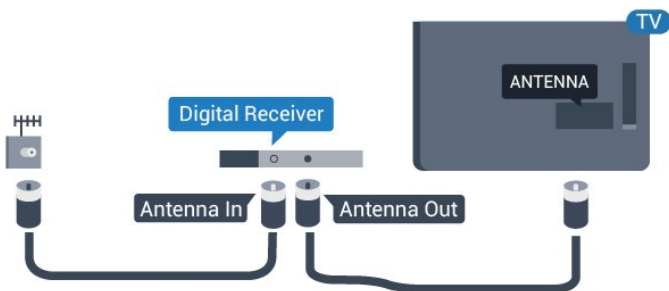 TV
ANTENNA
Digital Receiver
Antenna In
Antenna Out